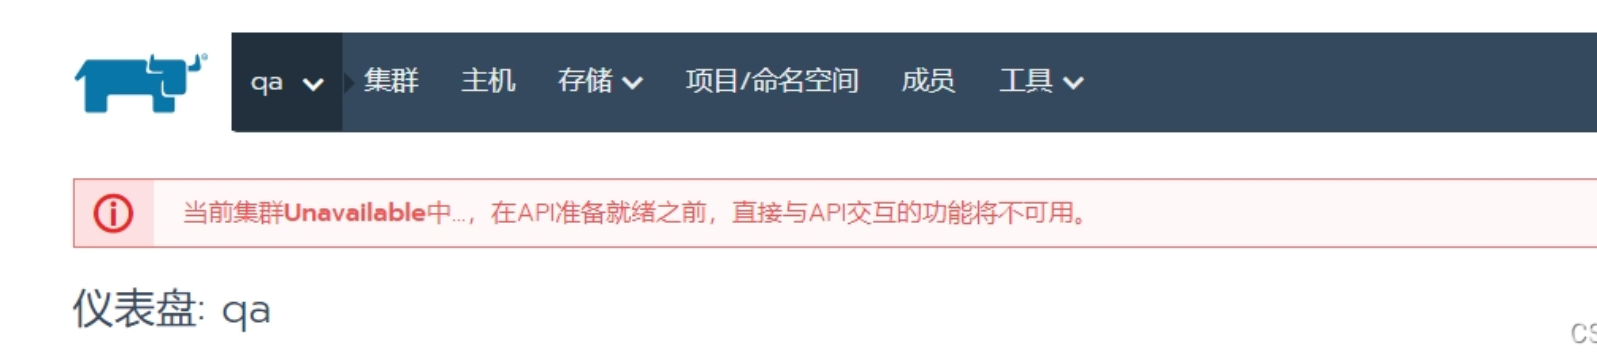 qa 集群 主机 存储 项目/命名空间 成员 工具
当前集群Unavailable中...，在API准备就绪之前，直接与API交互的功能将不可用。
仪表盘: qa
CS